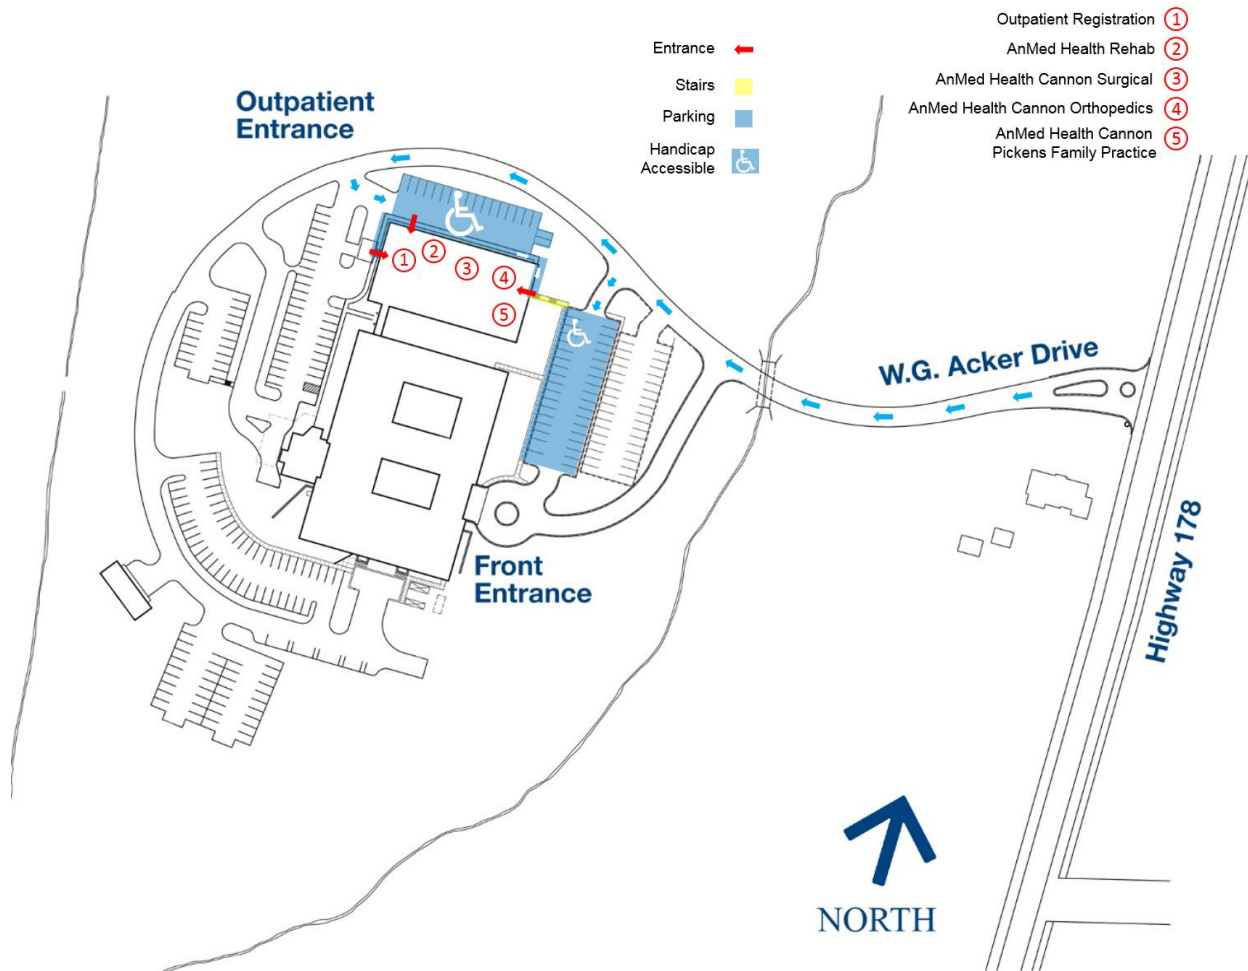 Outpatient Registration 1
Entrance
AnMed Health Rehab 2
Stairs
AnMed Health Cannon Surgical 3
Outpatient
Entrance
Parking
AnMed Health Cannon Orthopedics 4
Handicap
Accessible
AnMed Health Cannon
Pickens Family Practice 5
1
2
3
4
5
W.G. Acker Drive
Front
Entrance
Highway 178
NORTH